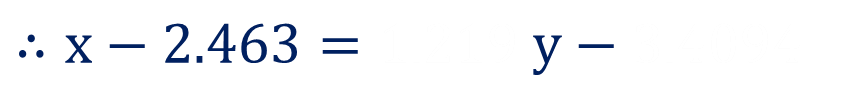 ∴ x − 2.463 = y −